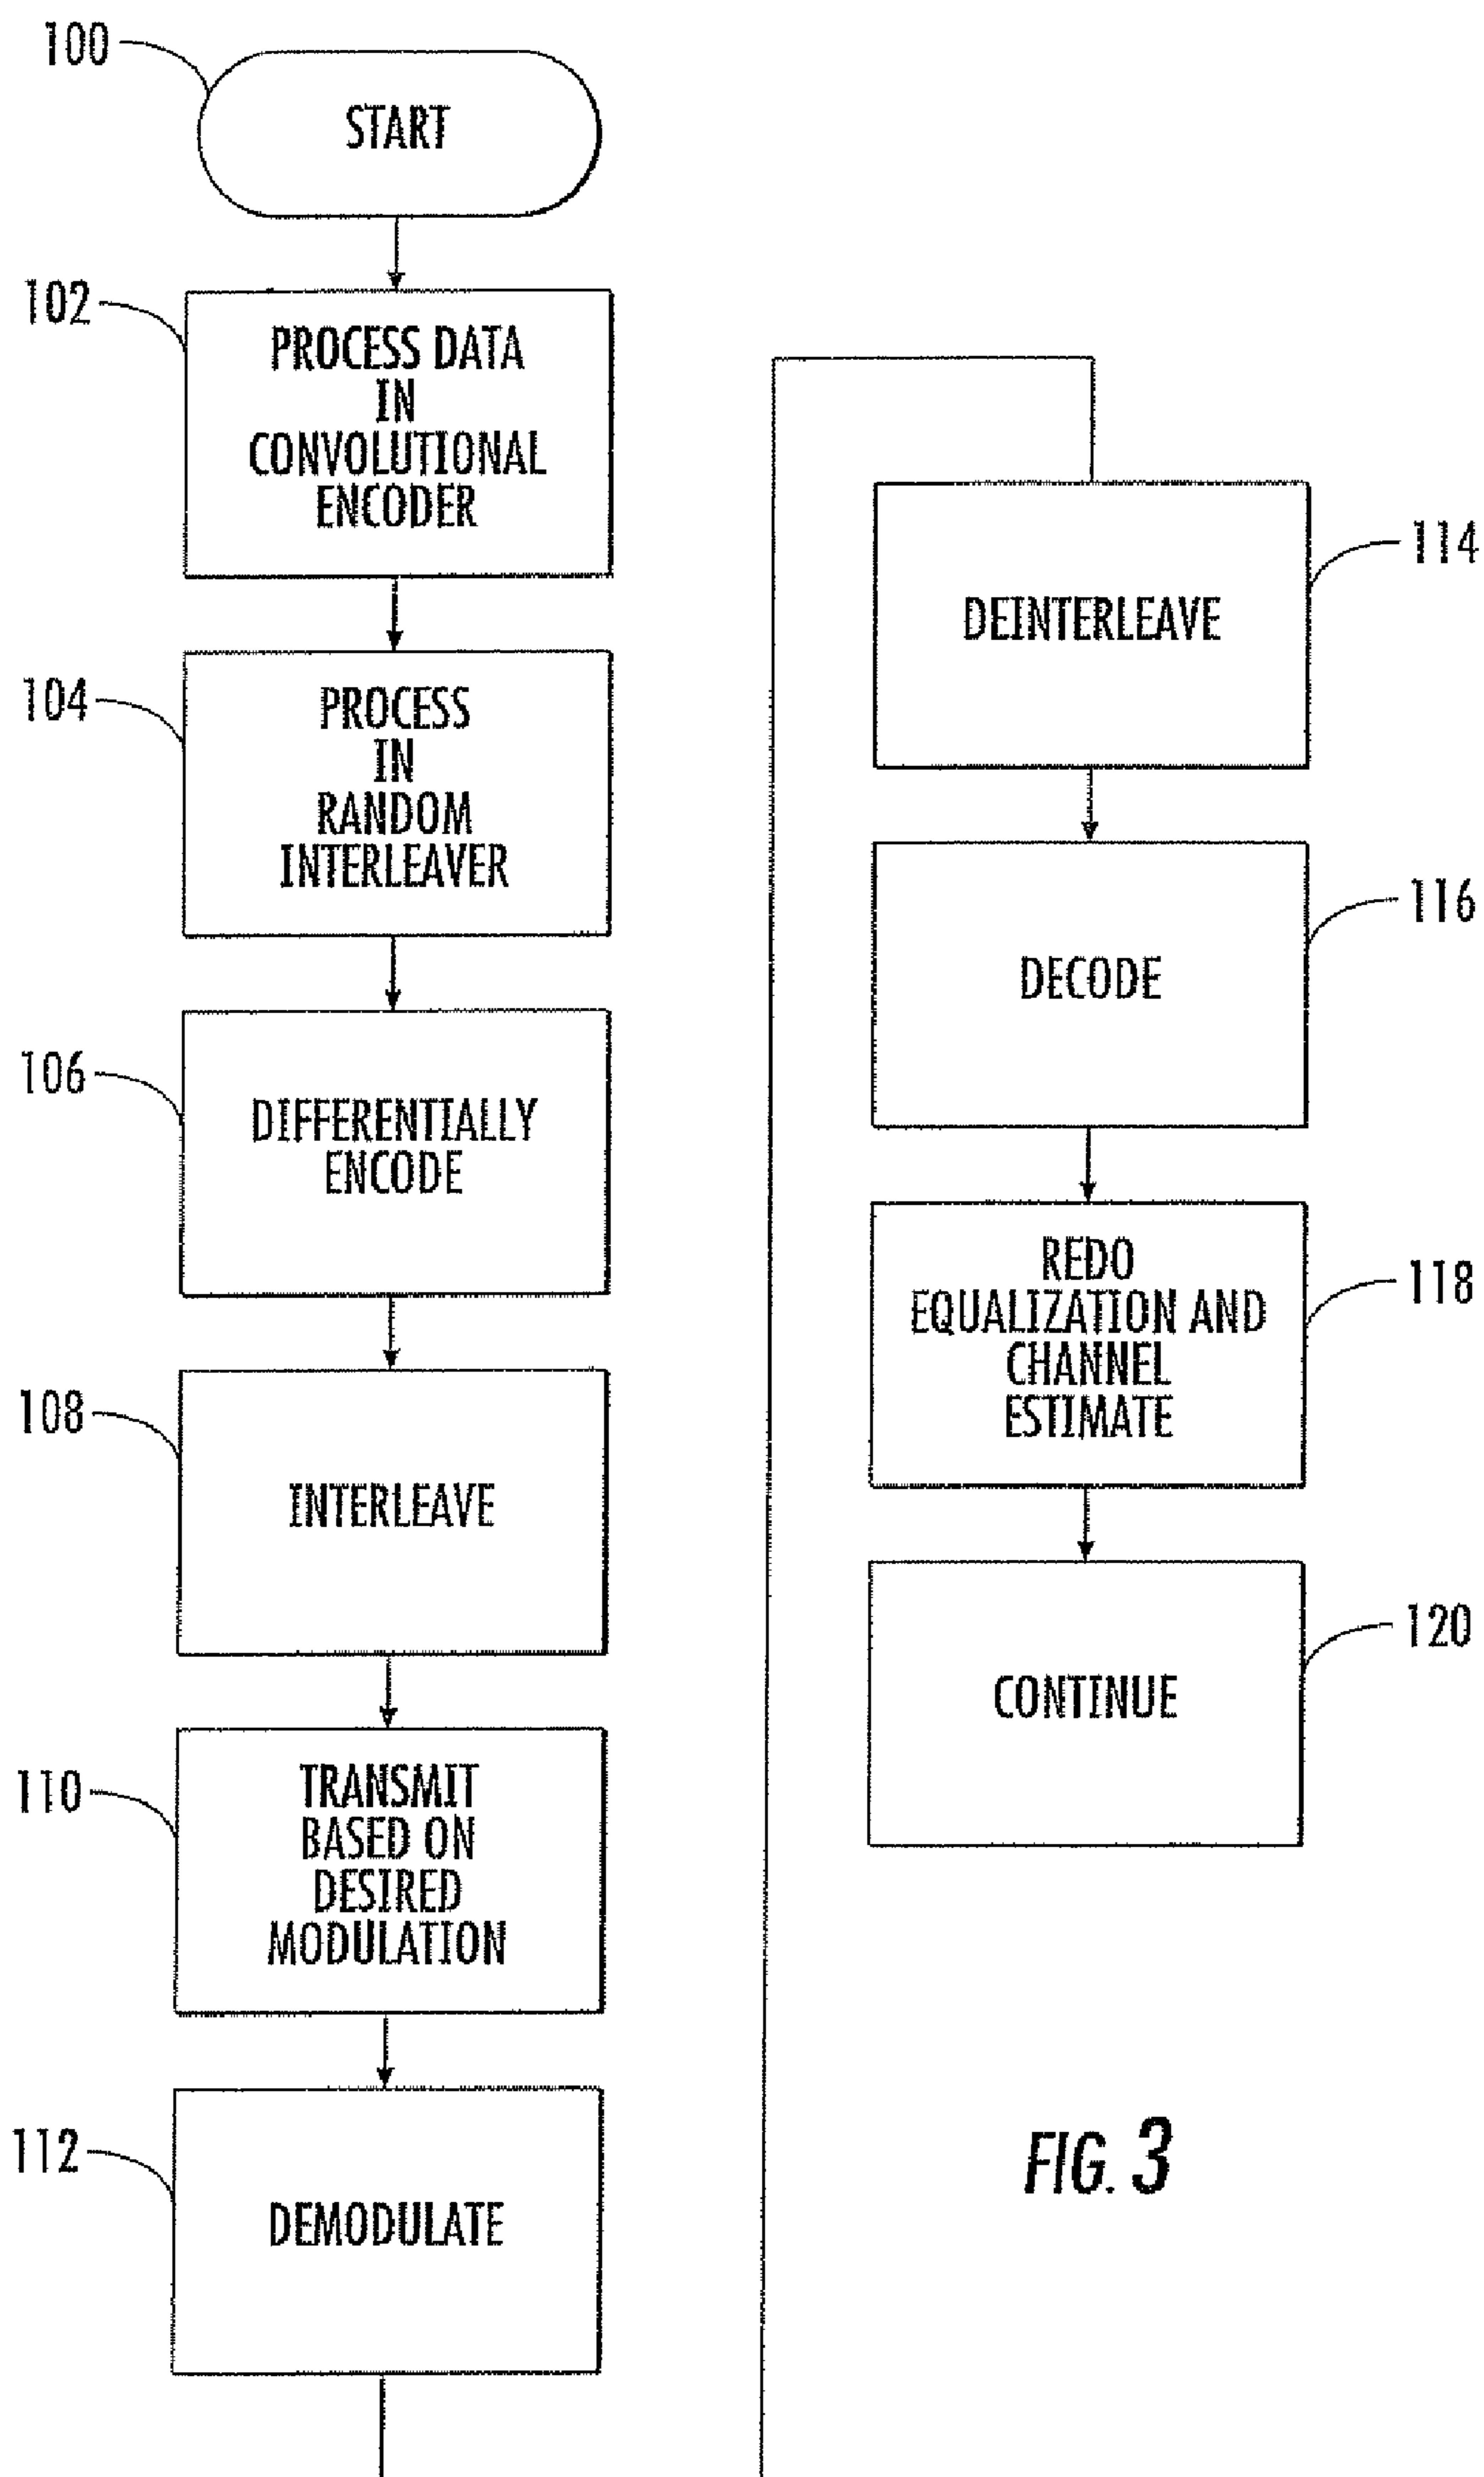 100
START
102
PROCESS DATA
IN
CONVOLUTIONAL
ENCODER
104
PROCESS
IN
RANDOM
INTERLEAVER
106
DIFFERENTIALLY
ENCODE
108
INTERLEAVE
110
TRANSMIT
BASED ON
DESIRED
MODULATION
112
DEMODULATE
114
DEINTERLEAVE
116
DECODE
118
REDO
EQUALIZATION AND
CHANNEL
ESTIMATE
120
CONTINUE
FIG. 3